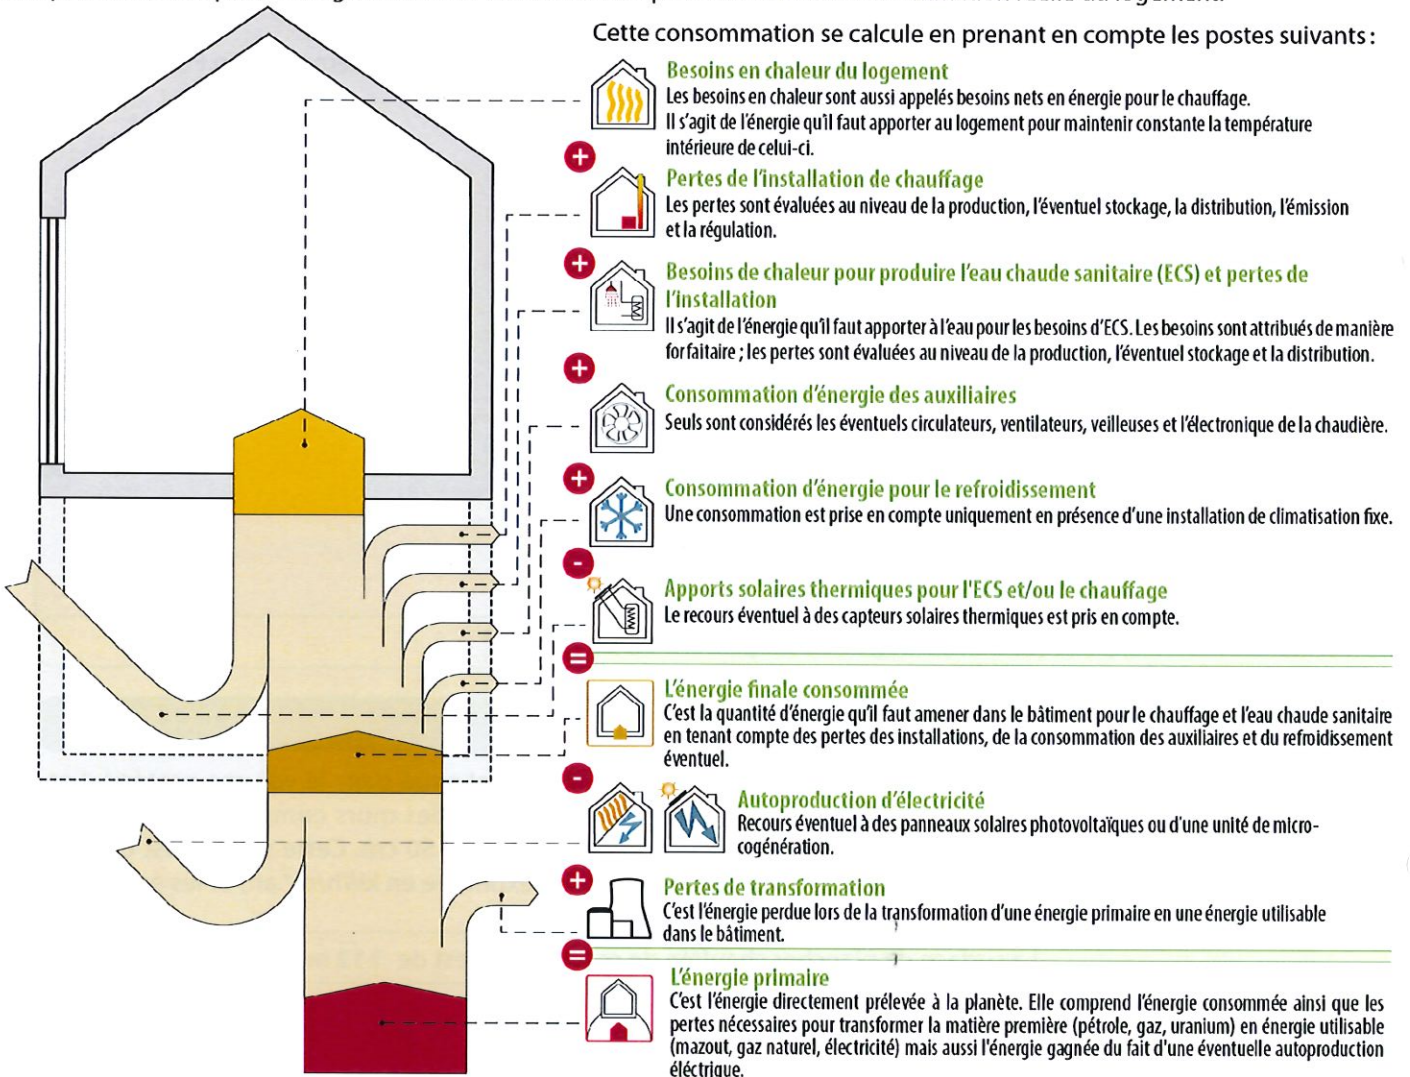 Cette consommation se calcule en prenant en compte les postes suivants :
Besoins en chaleur du logement
Les besoins en chaleur sont aussi appelés besoins nets en énergie pour le chauffage.
Il s'agit de l'énergie qu'il faut apporter au logement pour maintenir constante la température
intérieure de celui-ci.
+
Pertes de l'installation de chauffage
Les pertes sont évaluées au niveau de la production, l'éventuel stockage, la distribution, l'émission
et la régulation.
+
Besoins de chaleur pour produire l'eau chaude sanitaire (ECS) et pertes de
l'installation
Il s'agit de l'énergie qu'il faut apporter à l'eau pour les besoins d'ECS. Les besoins sont attribués de manière
forfaitaire ; les pertes sont évaluées au niveau de la production, l'éventuel stockage et la distribution.
+
Consommation d'énergie des auxiliaires
Seuls sont considérés les éventuels circulateurs, ventilateurs, veilleuses et l'électronique de la chaudière.
+
Consommation d'énergie pour le refroidissement
Une consommation est prise en compte uniquement en présence d'une installation de climatisation fixe.
-
Apports solaires thermiques pour l'ECS et/ou le chauffage
Le recours éventuel à des capteurs solaires thermiques est pris en compte.
=
L'énergie finale consommée
C'est la quantité d'énergie qu'il faut amener dans le bâtiment pour le chauffage et l'eau chaude sanitaire
en tenant compte des pertes des installations, de la consommation des auxiliaires et du refroidissement
éventuel.
-
Autoproduction d'électricité
Recours éventuel à des panneaux solaires photovoltaïques ou d'une unité de micro-
cogénération.
+
Pertes de transformation
C'est l'énergie perdue lors de la transformation d'une énergie primaire en une énergie utilisable
dans le bâtiment.
=
L'énergie primaire
C'est l'énergie directement prélevée à la planète. Elle comprend l'énergie consommée ainsi que les
pertes nécessaires pour transformer la matière première (pétrole, gaz, uranium) en énergie utilisable
(mazout, gaz naturel, électricité) mais aussi l'énergie gagnée du fait d'une éventuelle autoproduction
éléctrique.